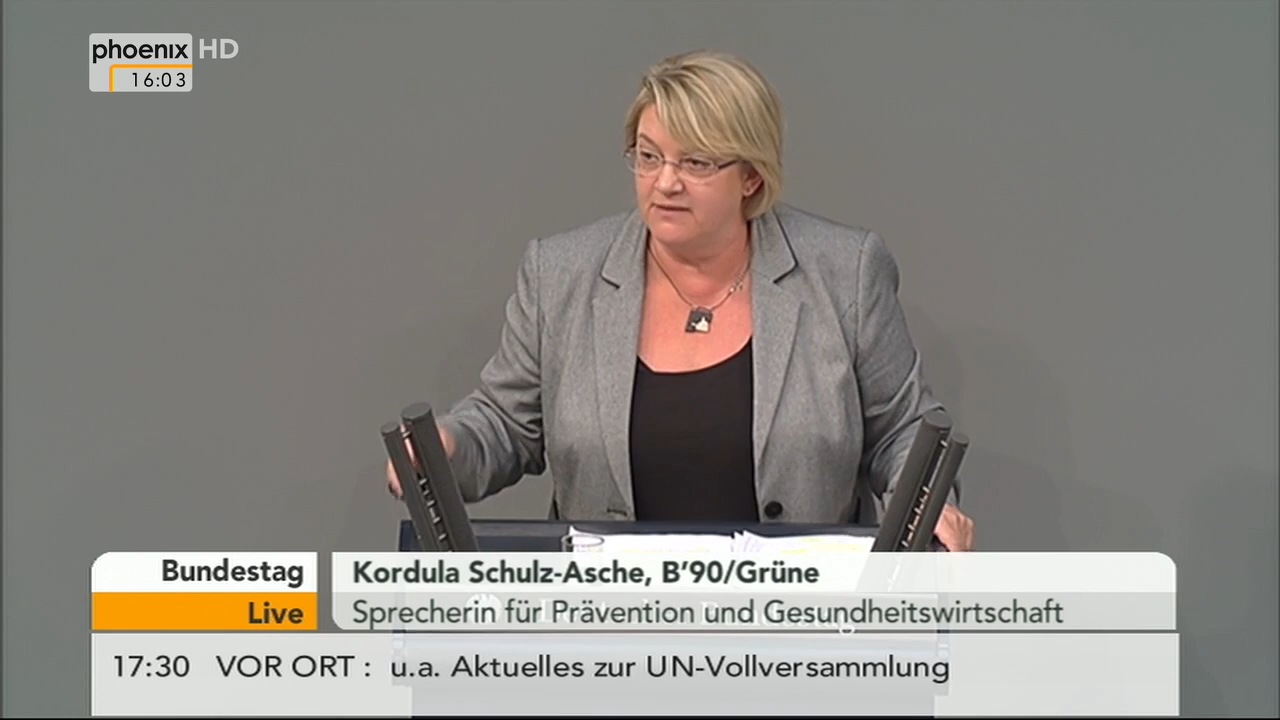 phoenix HD
16:03
Bundestag
Live
Kordula Schulz-Asche, B'90/Grüne
Sprecherin für Prävention und Gesundheitswirtschaft
17:30 VOR ORT : u.a. Aktuelles zur UN-Vollversammlung